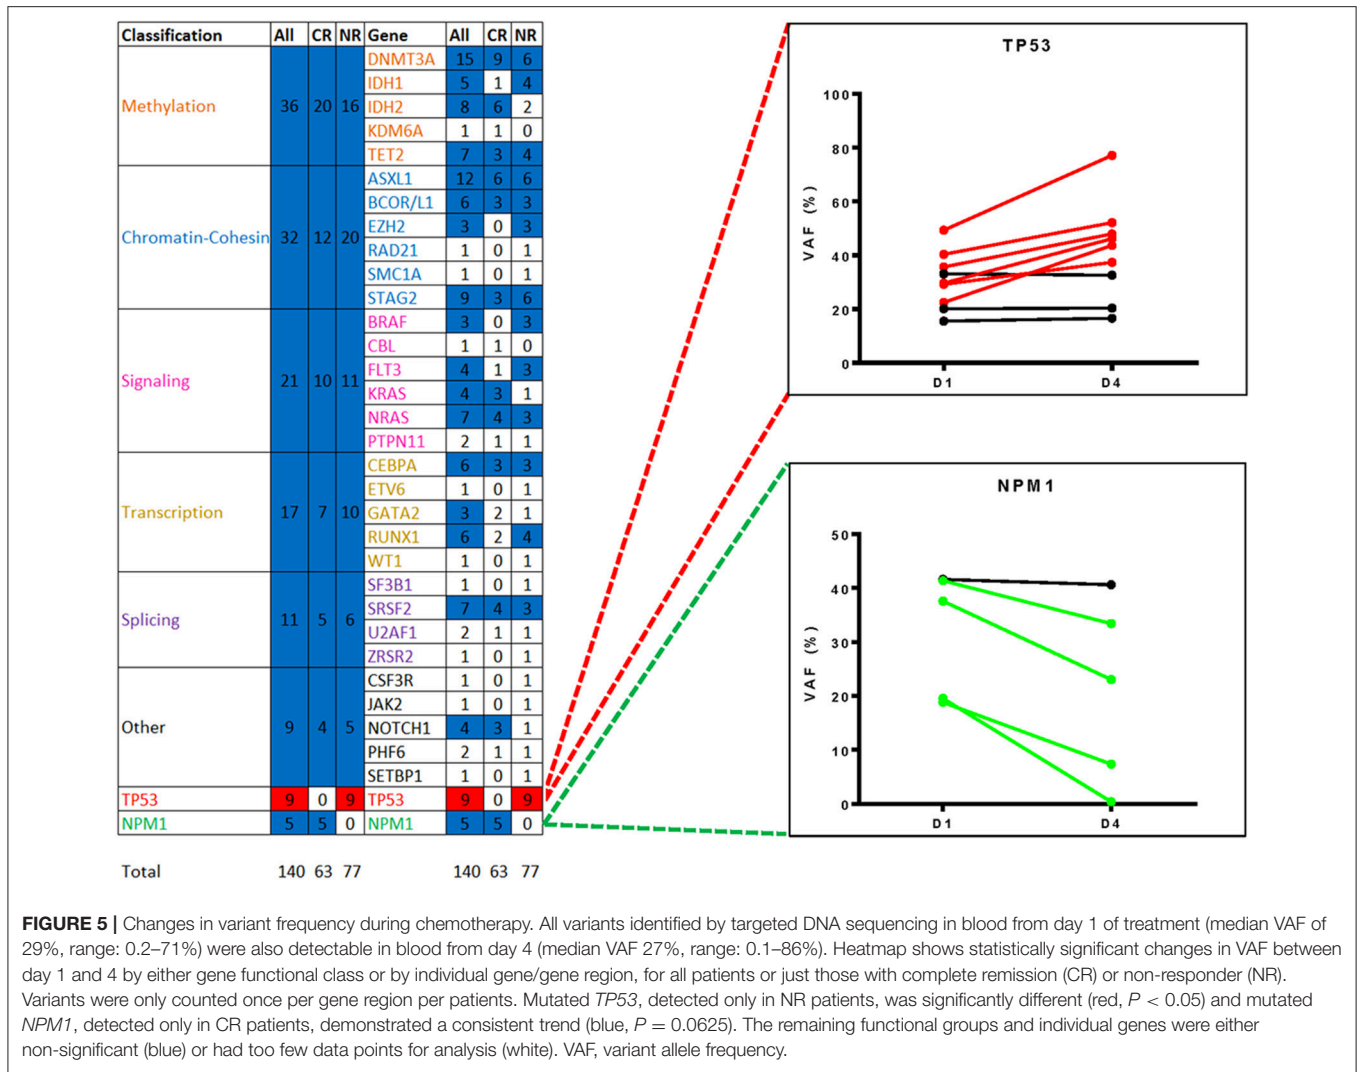 Classification All CR NR Gene All CR NR
DNMT3A 15 9 6
IDH1 5 1 4
Methylation 36 20 16 IDH2 8 6 2
KDM6A 1 1 0
TET2 7 3 4
ASXL1 12 6 6
BCOR/L1 6 3 3
EZH2 3 0 3
Chromatin-Cohesin 32 12 20
RAD21 1 0 1
SMC1A 1 0 1
STAG2 9 3 6
BRAF 3 0 3
CBL 1 1 0
FLT3 4 1 3
Signaling 21 10 11
KRAS 4 3 1
NRAS 7 4 3
PTPN11 2 1 1
CEBPA 6 3 3
ETV6 1 0 1
Transcription 17 7 10 GATA2 3 2 1
RUNX1 6 2 4
WT1 1 0 1
SF3B1 1 0 1
SRSF2 7 4 3
Splicing 11 5 6
U2AF1 2 1 1
ZRSR2 1 0 1
CSF3R 1 0 1
JAK2 1 0 1
Other 9 4 5 NOTCH1 4 3 1
PHF6 2 1 1
SETBP1 1 0 1
TP53 9 0 9 TP53 9 0 9
NPM1 5 5 0 NPM1 5 5 0
Total 140 63 77 140 63 77
TP53
VAF (%)
100
80
60
40
20
0
D1 D4
NPM1
VAF (%)
50
40
30
20
10
0
D1 D4
FIGURE 5 | Changes in variant frequency during chemotherapy. All variants identified by targeted DNA sequencing in blood from day 1 of treatment (median VAF of
29%, range: 0.2–71%) were also detectable in blood from day 4 (median VAF 27%, range: 0.1–86%). Heatmap shows statistically significant changes in VAF between
day 1 and 4 by either gene functional class or by individual gene/gene region, for all patients or just those with complete remission (CR) or non-responder (NR).
Variants were only counted once per gene region per patients. Mutated TP53, detected only in NR patients, was significantly different (red, P < 0.05) and mutated
NPM1, detected only in CR patients, demonstrated a consistent trend (blue, P = 0.0625). The remaining functional groups and individual genes were either
non-significant (blue) or had too few data points for analysis (white). VAF, variant allele frequency.